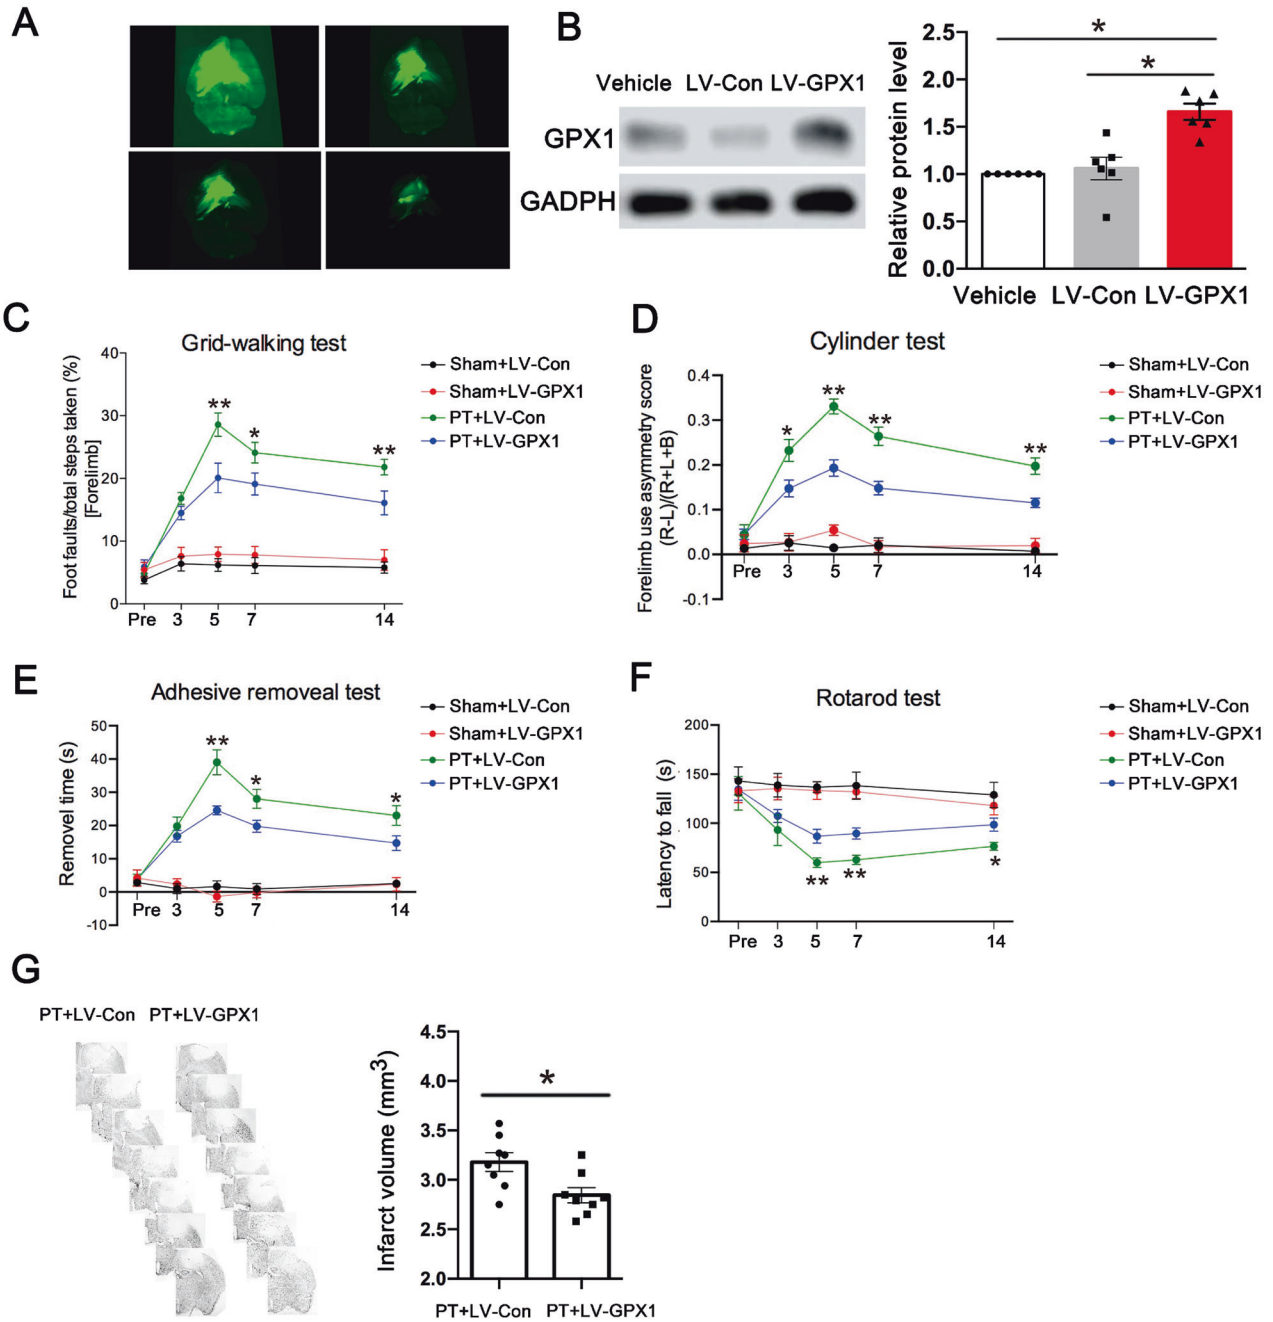 A
B
Vehicle LV-Con LV-GPX1
GPX1
GADPH
Relative protein level
2.5
2.0
1.5
1.0
0.5
0.0
*
*
Vehicle LV-Con LV-GPX1
C
Grid-walking test
Foot faults/total steps taken (%)
[Forelimb]
40
30
20
10
0
**
*
**
Pre 3 5 7 14
Sham+LV-Con
Sham+LV-GPX1
PT+LV-Con
PT+LV-GPX1
D
Cylinder test
Forelimb use asymmetry score
(R-L)/(R+L+B)
0.4
0.3
0.2
0.1
0.0
-0.1
*
**
**
**
Pre 3 5 7 14
Sham+LV-Con
Sham+LV-GPX1
PT+LV-Con
PT+LV-GPX1
E
Adhesive removeal test
Removel time (s)
50
40
30
20
10
0
-10
**
*
*
Pre 3 5 7 14
Sham+LV-Con
Sham+LV-GPX1
PT+LV-Con
PT+LV-GPX1
F
Rotarod test
Latency to fall (s)
200
150
100
50
0
**
**
*
Pre 3 5 7 14
Sham+LV-Con
Sham+LV-GPX1
PT+LV-Con
PT+LV-GPX1
G
PT+LV-Con PT+LV-GPX1
Infarct volume (mm3)
4.5
4.0
3.5
3.0
2.5
2.0
*
PT+LV-Con PT+LV-GPX1